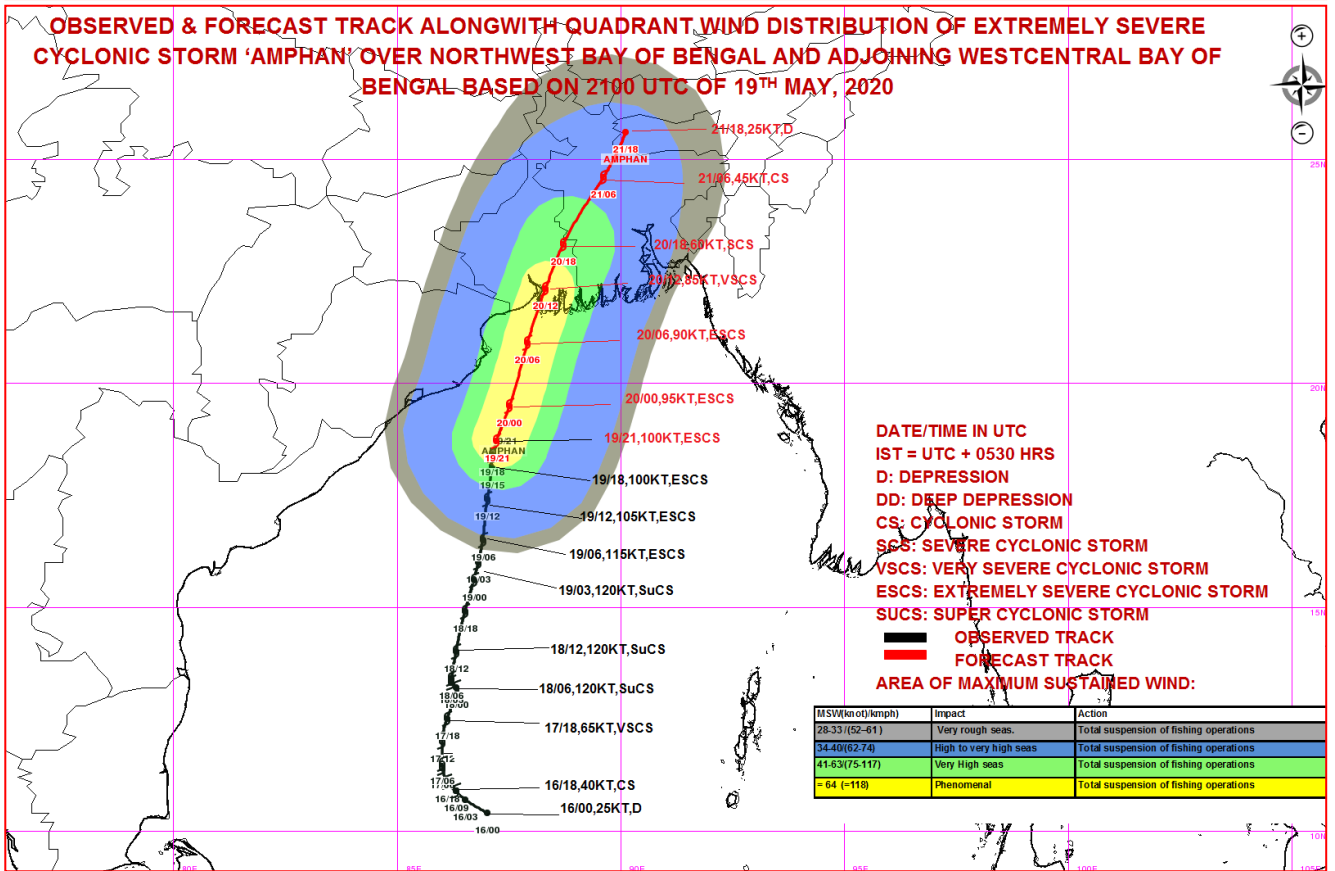 OBSERVED & FORECAST TRACK ALONGWITH QUADRANT WIND DISTRIBUTION OF EXTREMELY SEVERE
CYCLONIC STORM ‘AMPHAN’ OVER NORTHWEST BAY OF BENGAL AND ADJOINING WESTCENTRAL BAY OF
BENGAL BASED ON 2100 UTC OF 19TH MAY, 2020
21/18,25KT,D
21/18
AMPHAN
25N
21/06,45KT,CS
21/06
20/18-60KT,SCS
20/18
20/12,85KT,VSCS
20/12
20/06,90KT,ESCS
20/06
20N
20/00,95KT,ESCS
20/00
19/21,100KT,ESCS
AMPHAN
19/21
19/18
19/18,100KT,ESCS
19/15
19/12
19/12,105KT,ESCS
19/06,115KT,ESCS
19/06
19/03
19/03,120KT,SuCS
19/00
18/18
18/12,120KT,SuCS
18/12
18/06,120KT,SuCS
18/06
18/00
17/18,65KT,VSCS
17/18
17/12
17/06
16/18,40KT,CS
16/18
16/09
16/00,25KT,D
16/03
16/00
DATE/TIME IN UTC
IST = UTC + 0530 HRS
D: DEPRESSION
DD: DEEP DEPRESSION
CS: CYCLONIC STORM
SCS: SEVERE CYCLONIC STORM
VSCS: VERY SEVERE CYCLONIC STORM
ESCS: EXTREMELY SEVERE CYCLONIC STORM
SUCS: SUPER CYCLONIC STORM
15N
OBSERVED TRACK
FORECAST TRACK
AREA OF MAXIMUM SUSTAINED WIND:
MSW(knot)/kmph) Impact Action
28-33/(52-61) Very rough seas. Total suspension of fishing operations
34-40/(62-74) High to very high seas Total suspension of fishing operations
41-63/(75-117) Very High seas Total suspension of fishing operations
= 64 (=118) Phenomenal Total suspension of fishing operations
10N
80E 85E 90E 95E 100E 105E